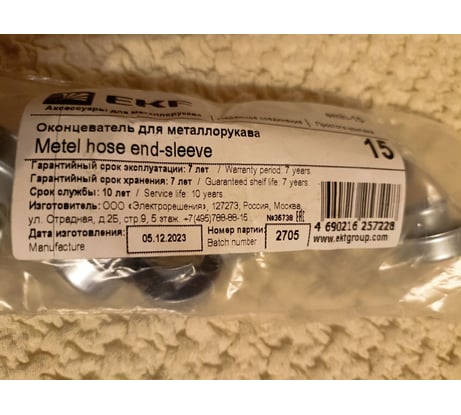 EKF
Аксессуары для металлорукава
Оконцеватель для металлорукава
Metel hose end-sleeve
15
Гарантийный срок эксплуатации: 7 лет / Warranty period: 7 years
Гарантийный срок хранения: 7 лет / Guaranteed shelf life: 7 years
Срок службы: 10 лет / Service life: 10 years
Изготовитель: ООО «Электрорешения», 127273, Россия, Москва,
ул. Отрадная, д.2Б, стр.9, 5 этаж. +7(495)788-88-15
№36738 EAC
Дата изготовления: 05.12.2023 Номер партии: 2705
Manufacture Batch number
4 690216 257228
www.ektgroup.com